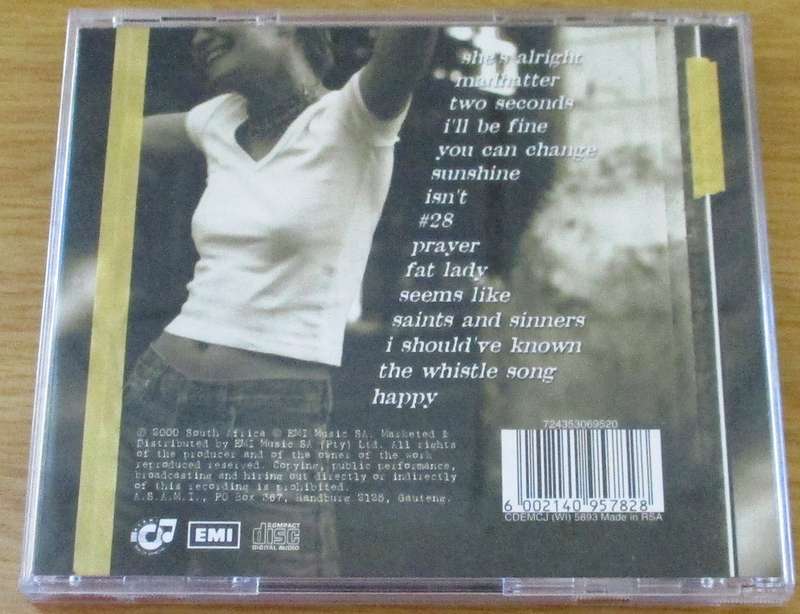 she's alright
madhatter
two seconds
i'll be fine
you can change
sunshine
isn't
#28
prayer
fat lady
seems like
saints and sinners
i should've known
the whistle song
happy
℗ 2000 South Africa © EMI Music SA. Marketed &
Distributed by EMI Music SA (Pty) Ltd. All rights
of the producer and of the owner of the work
reproduced reserved. Copying, public performance,
broadcasting and hiring out directly or indirectly
of this recording is prohibited.
A.S.A.M.I., PO Box 367, Randburg 2125, Gauteng.
724353069520
6 002140 957828
CDEMCJ (WI) 5893 Made in RSA
EMI
COMPACT
disc
DIGITAL AUDIO